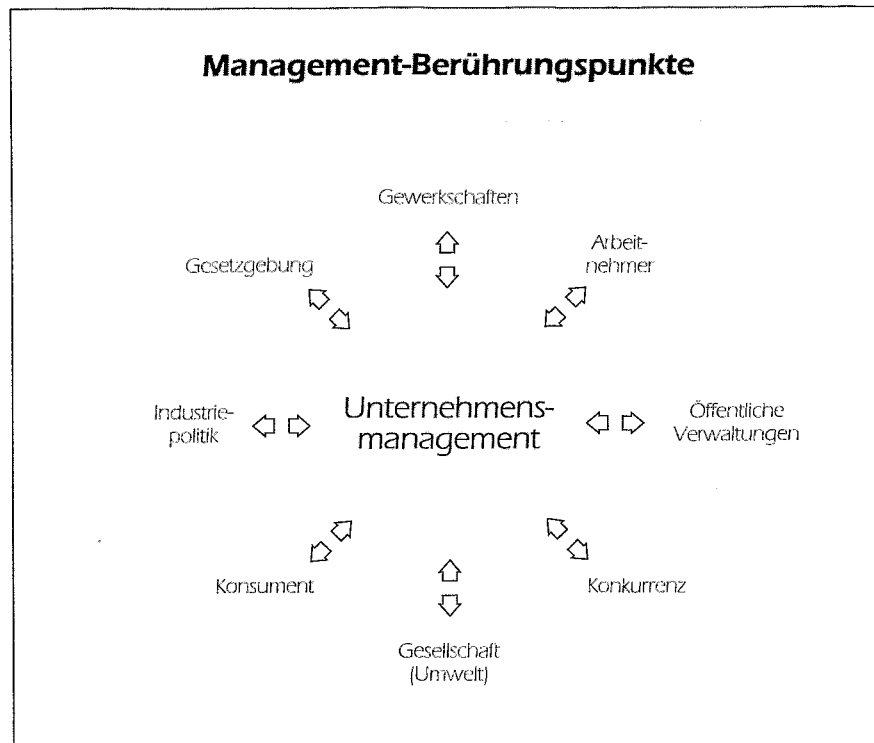 Management-Berührungspunkte
Gewerkschaften
Arbeit-
nehmer
Gesetzgebung
Industrie-
politik
Unternehmens-
management
Öffentliche
Verwaltungen
Konsument
Konkurrenz
Gesellschaft
(Umwelt)